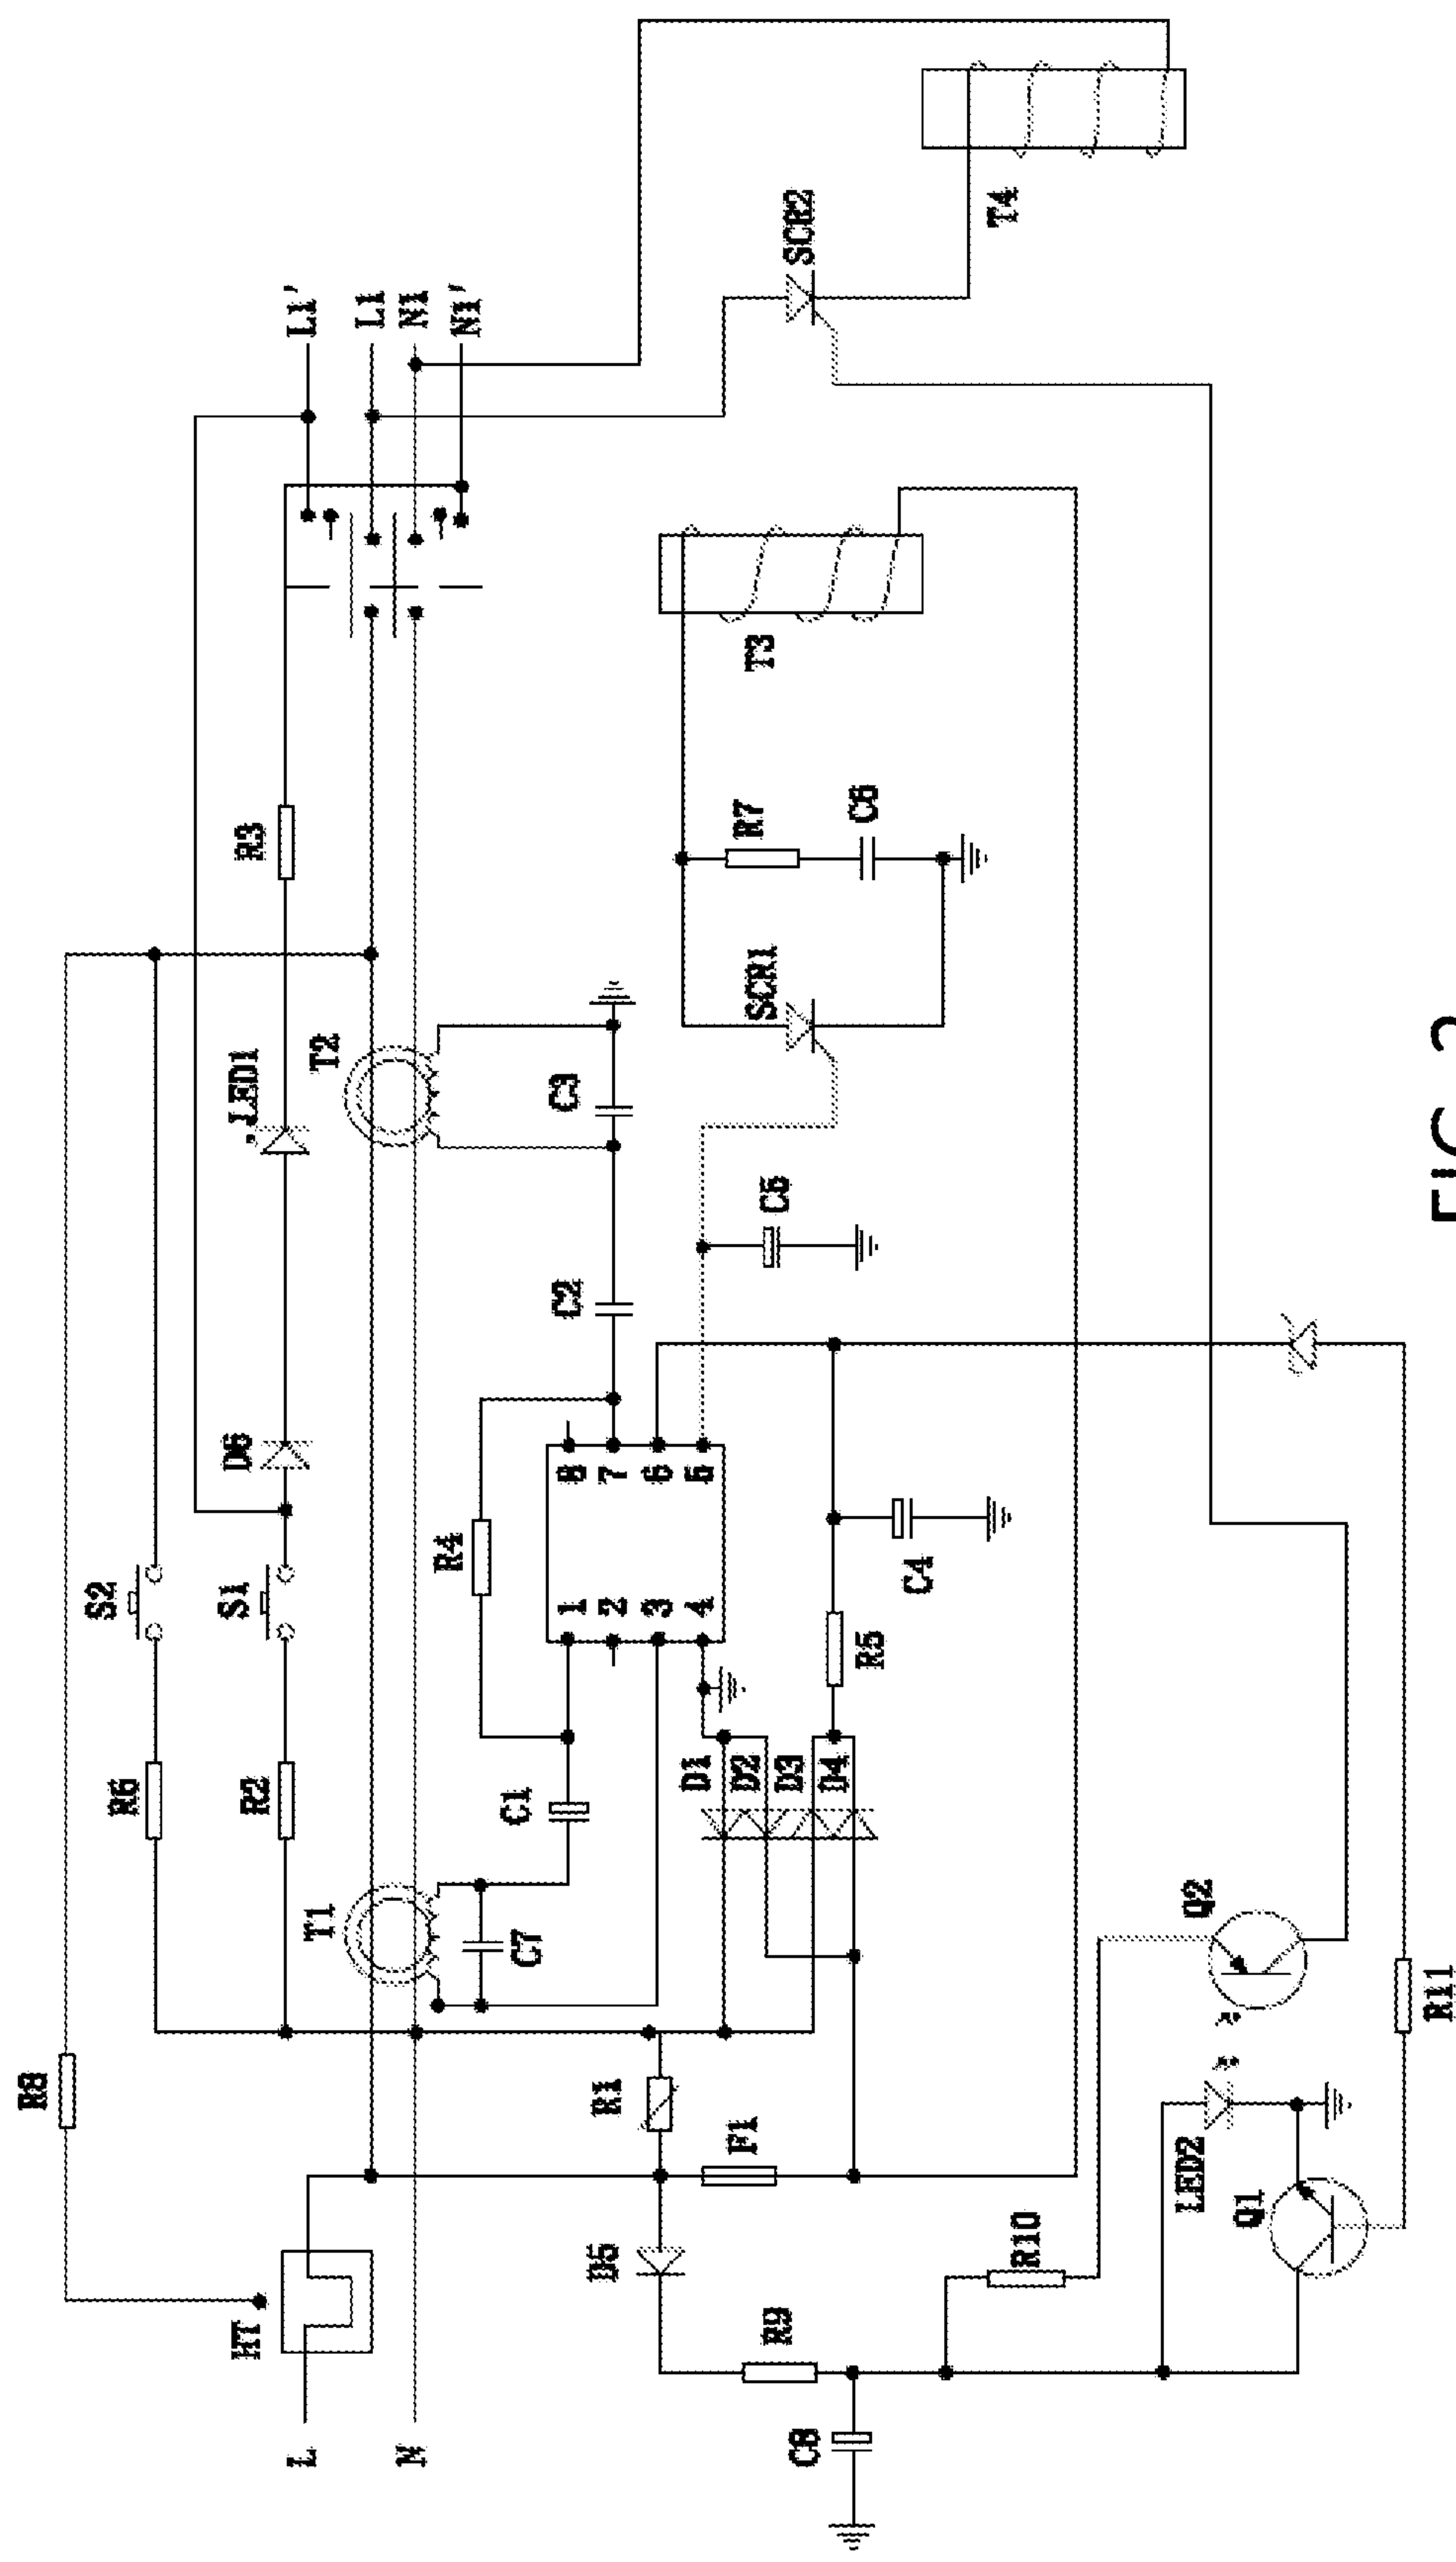 L1'
L1
N1
N1'
SCR2
T4
T3
R3
R7
C6
SCR1
T2
LED1
C3
C5
C2
D6
S2
S1
R4
8
7
6
5
1
2
3
4
C4
R5
R6
R2
C1
D1
D2
D3
D4
T1
C7
Q2
R11
R8
R1
F1
LED2
Q1
R10
D5
HT
R9
L
N
C8